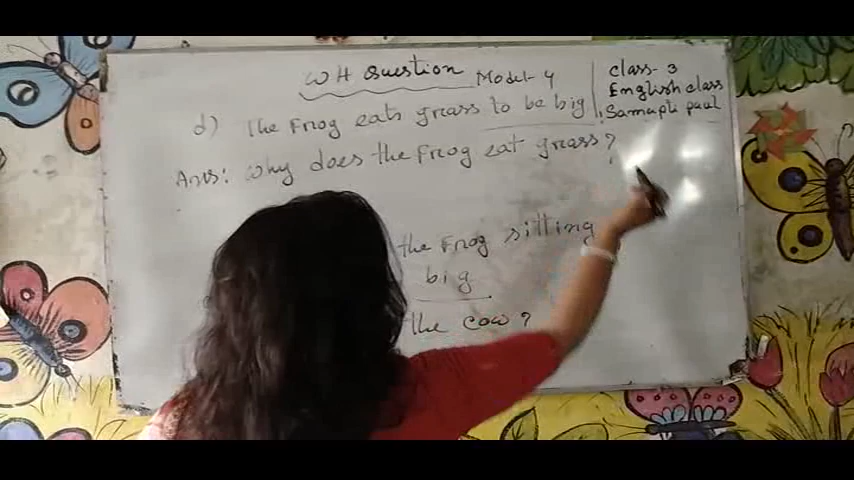 WH Question Model-4
class-3
English class
Samapti paul
d) The Frog eats grass to be big.
Ans: Why does the Frog eat grass?
the Frog sitting
big
the cow?